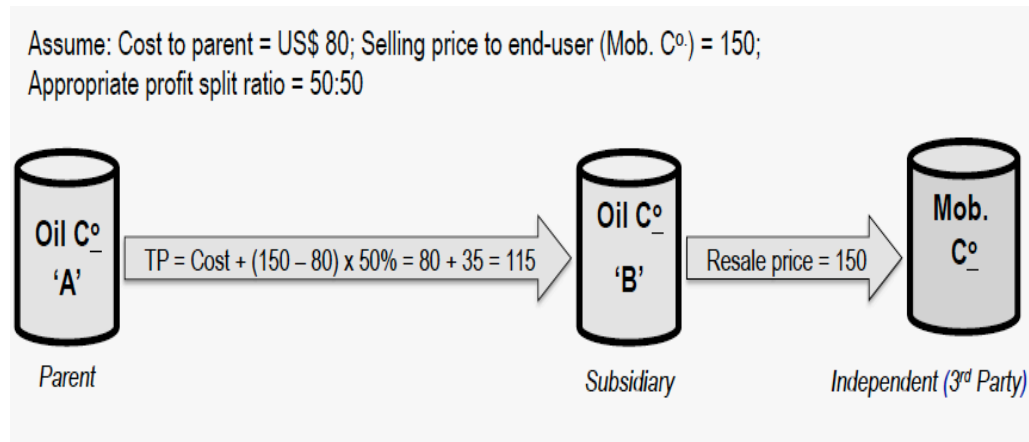 Assume: Cost to parent = US$ 80; Selling price to end-user (Mob. Cº.) = 150;
Appropriate profit split ratio = 50:50
Oil Cº
'A'
TP = Cost + (150 – 80) x 50% = 80 + 35 = 115
Oil Cº
'B'
Resale price = 150
Mob.
Cº
Parent
Subsidiary
Independent (3rd Party)